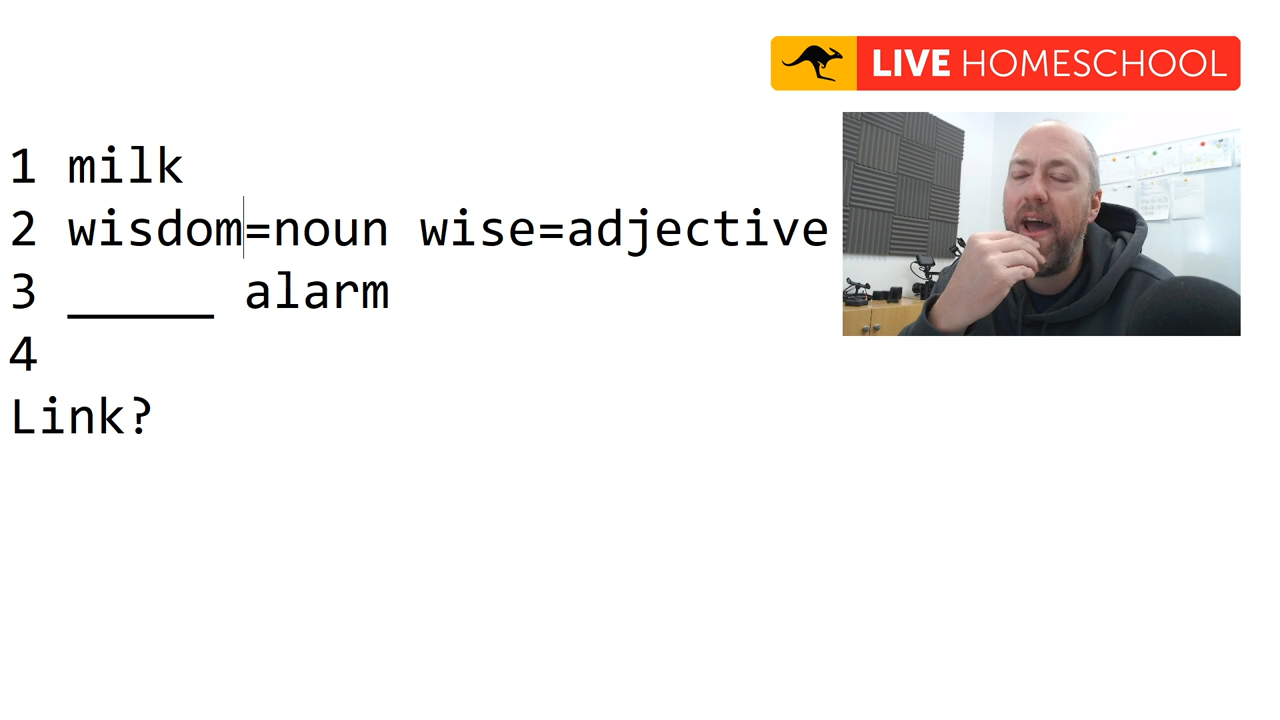 LIVE HOMESCHOOL
1 milk
2 wisdom=noun wise=adjective
3 _____ alarm
4
Link?